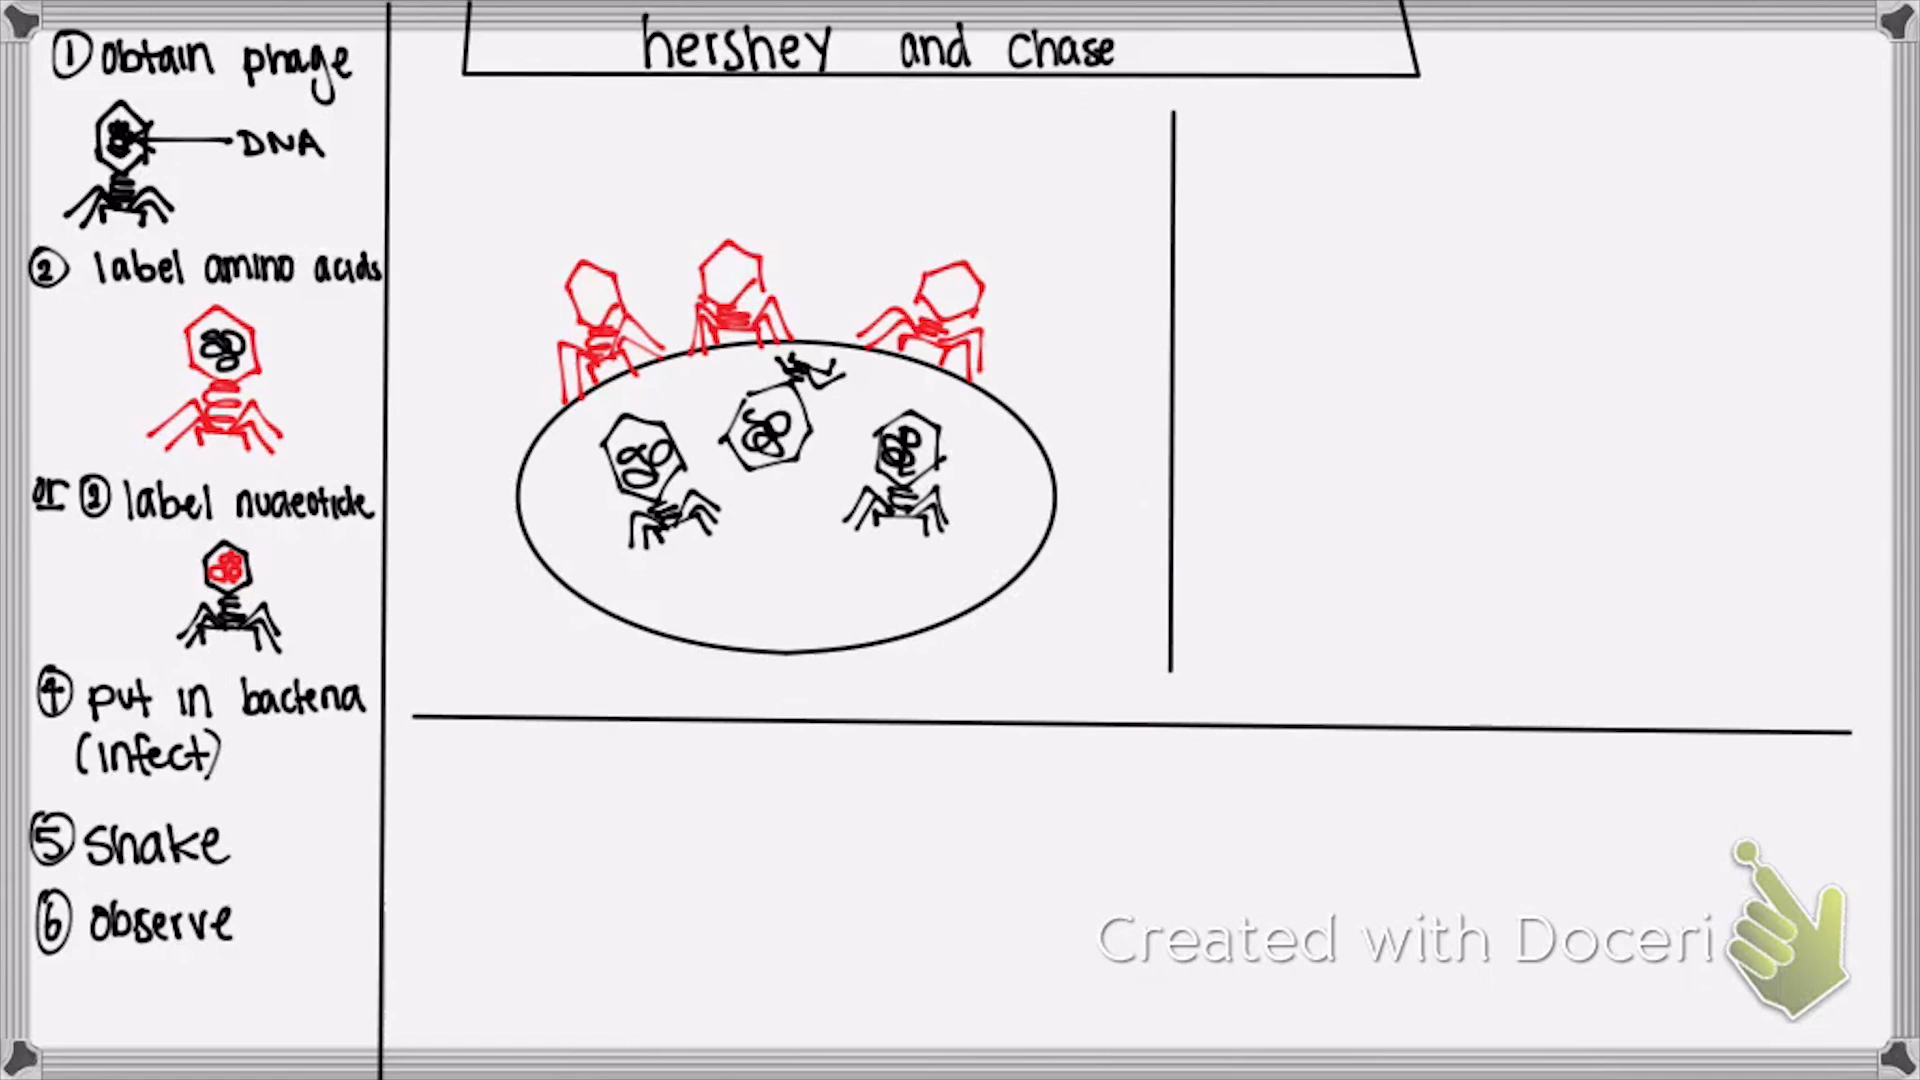 hershey and chase
① obtain phage
DNA
② label amino acids
or ② label nucleotide
④ put in bacteria
(infect)
⑤ shake
⑥ observe
Created with Doceri